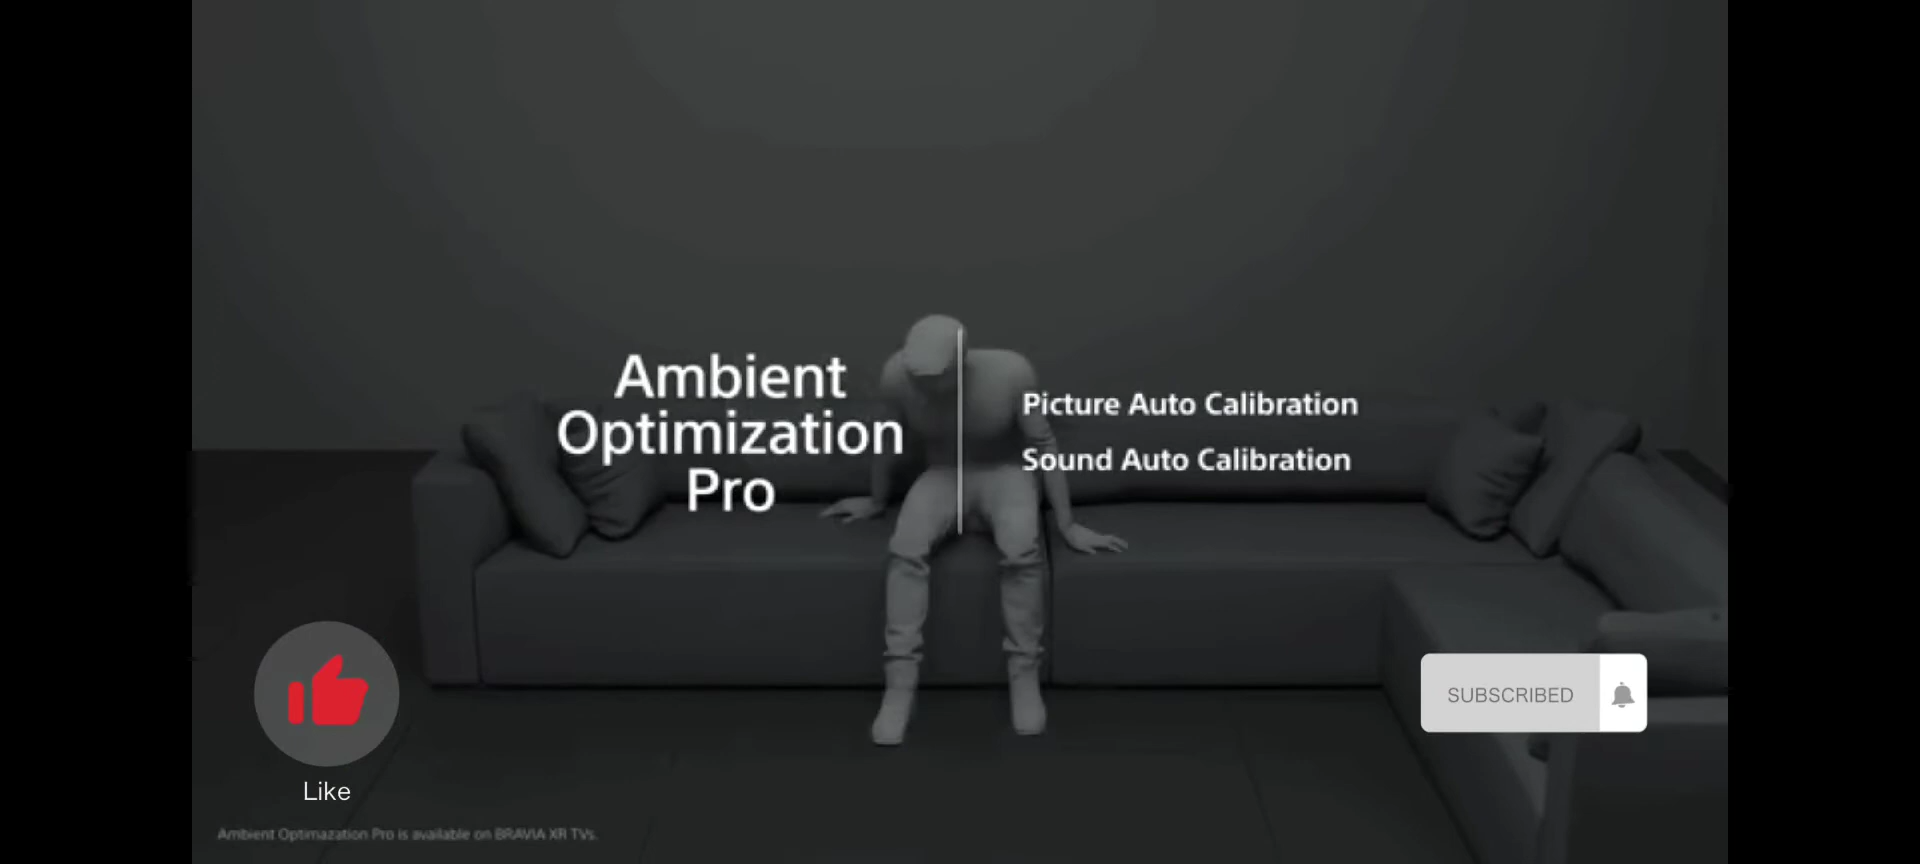 Ambient
Optimization
Pro
Picture Auto Calibration
Sound Auto Calibration
SUBSCRIBED
Like
Ambient Optimazation Pro is available on BRAVIA XR TVs.